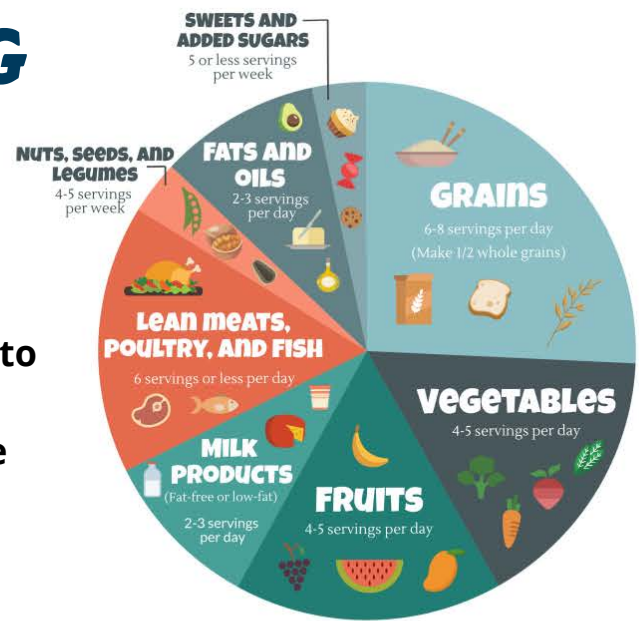 G
to
e
SWEETS AND
ADDED SUGARS
5 or less servings
per week
NUTS, SEEDS, AND
LEGUMES
4-5 servings
per week
FATS AND
OILS
2-3 servings
per day
GRAINS
6-8 servings per day
(Make 1/2 whole grains)
LEAN MEATS,
POULTRY, AND FISH
6 servings or less per day
VEGETABLES
4-5 servings per day
MILK
PRODUCTS
(Fat-free or low-fat)
2-3 servings
per day
FRUITS
4-5 servings per day